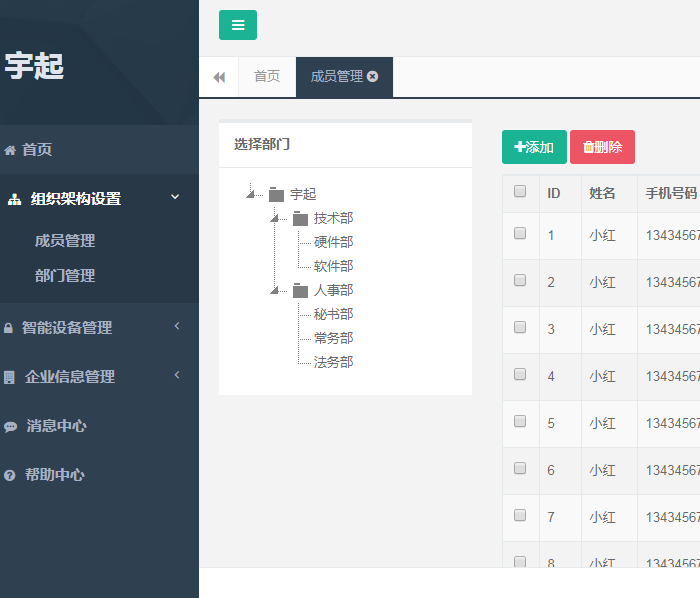 宇起
首页
组织架构设置
成员管理
部门管理
智能设备管理
企业信息管理
消息中心
帮助中心
首页
成员管理
选择部门
宇起
技术部
硬件部
软件部
人事部
秘书部
常务部
法务部
添加 删除
ID 姓名 手机号码
1 小红 13434567
2 小红 13434567
3 小红 13434567
4 小红 13434567
5 小红 13434567
6 小红 13434567
7 小红 13434567
8 小红 13434567